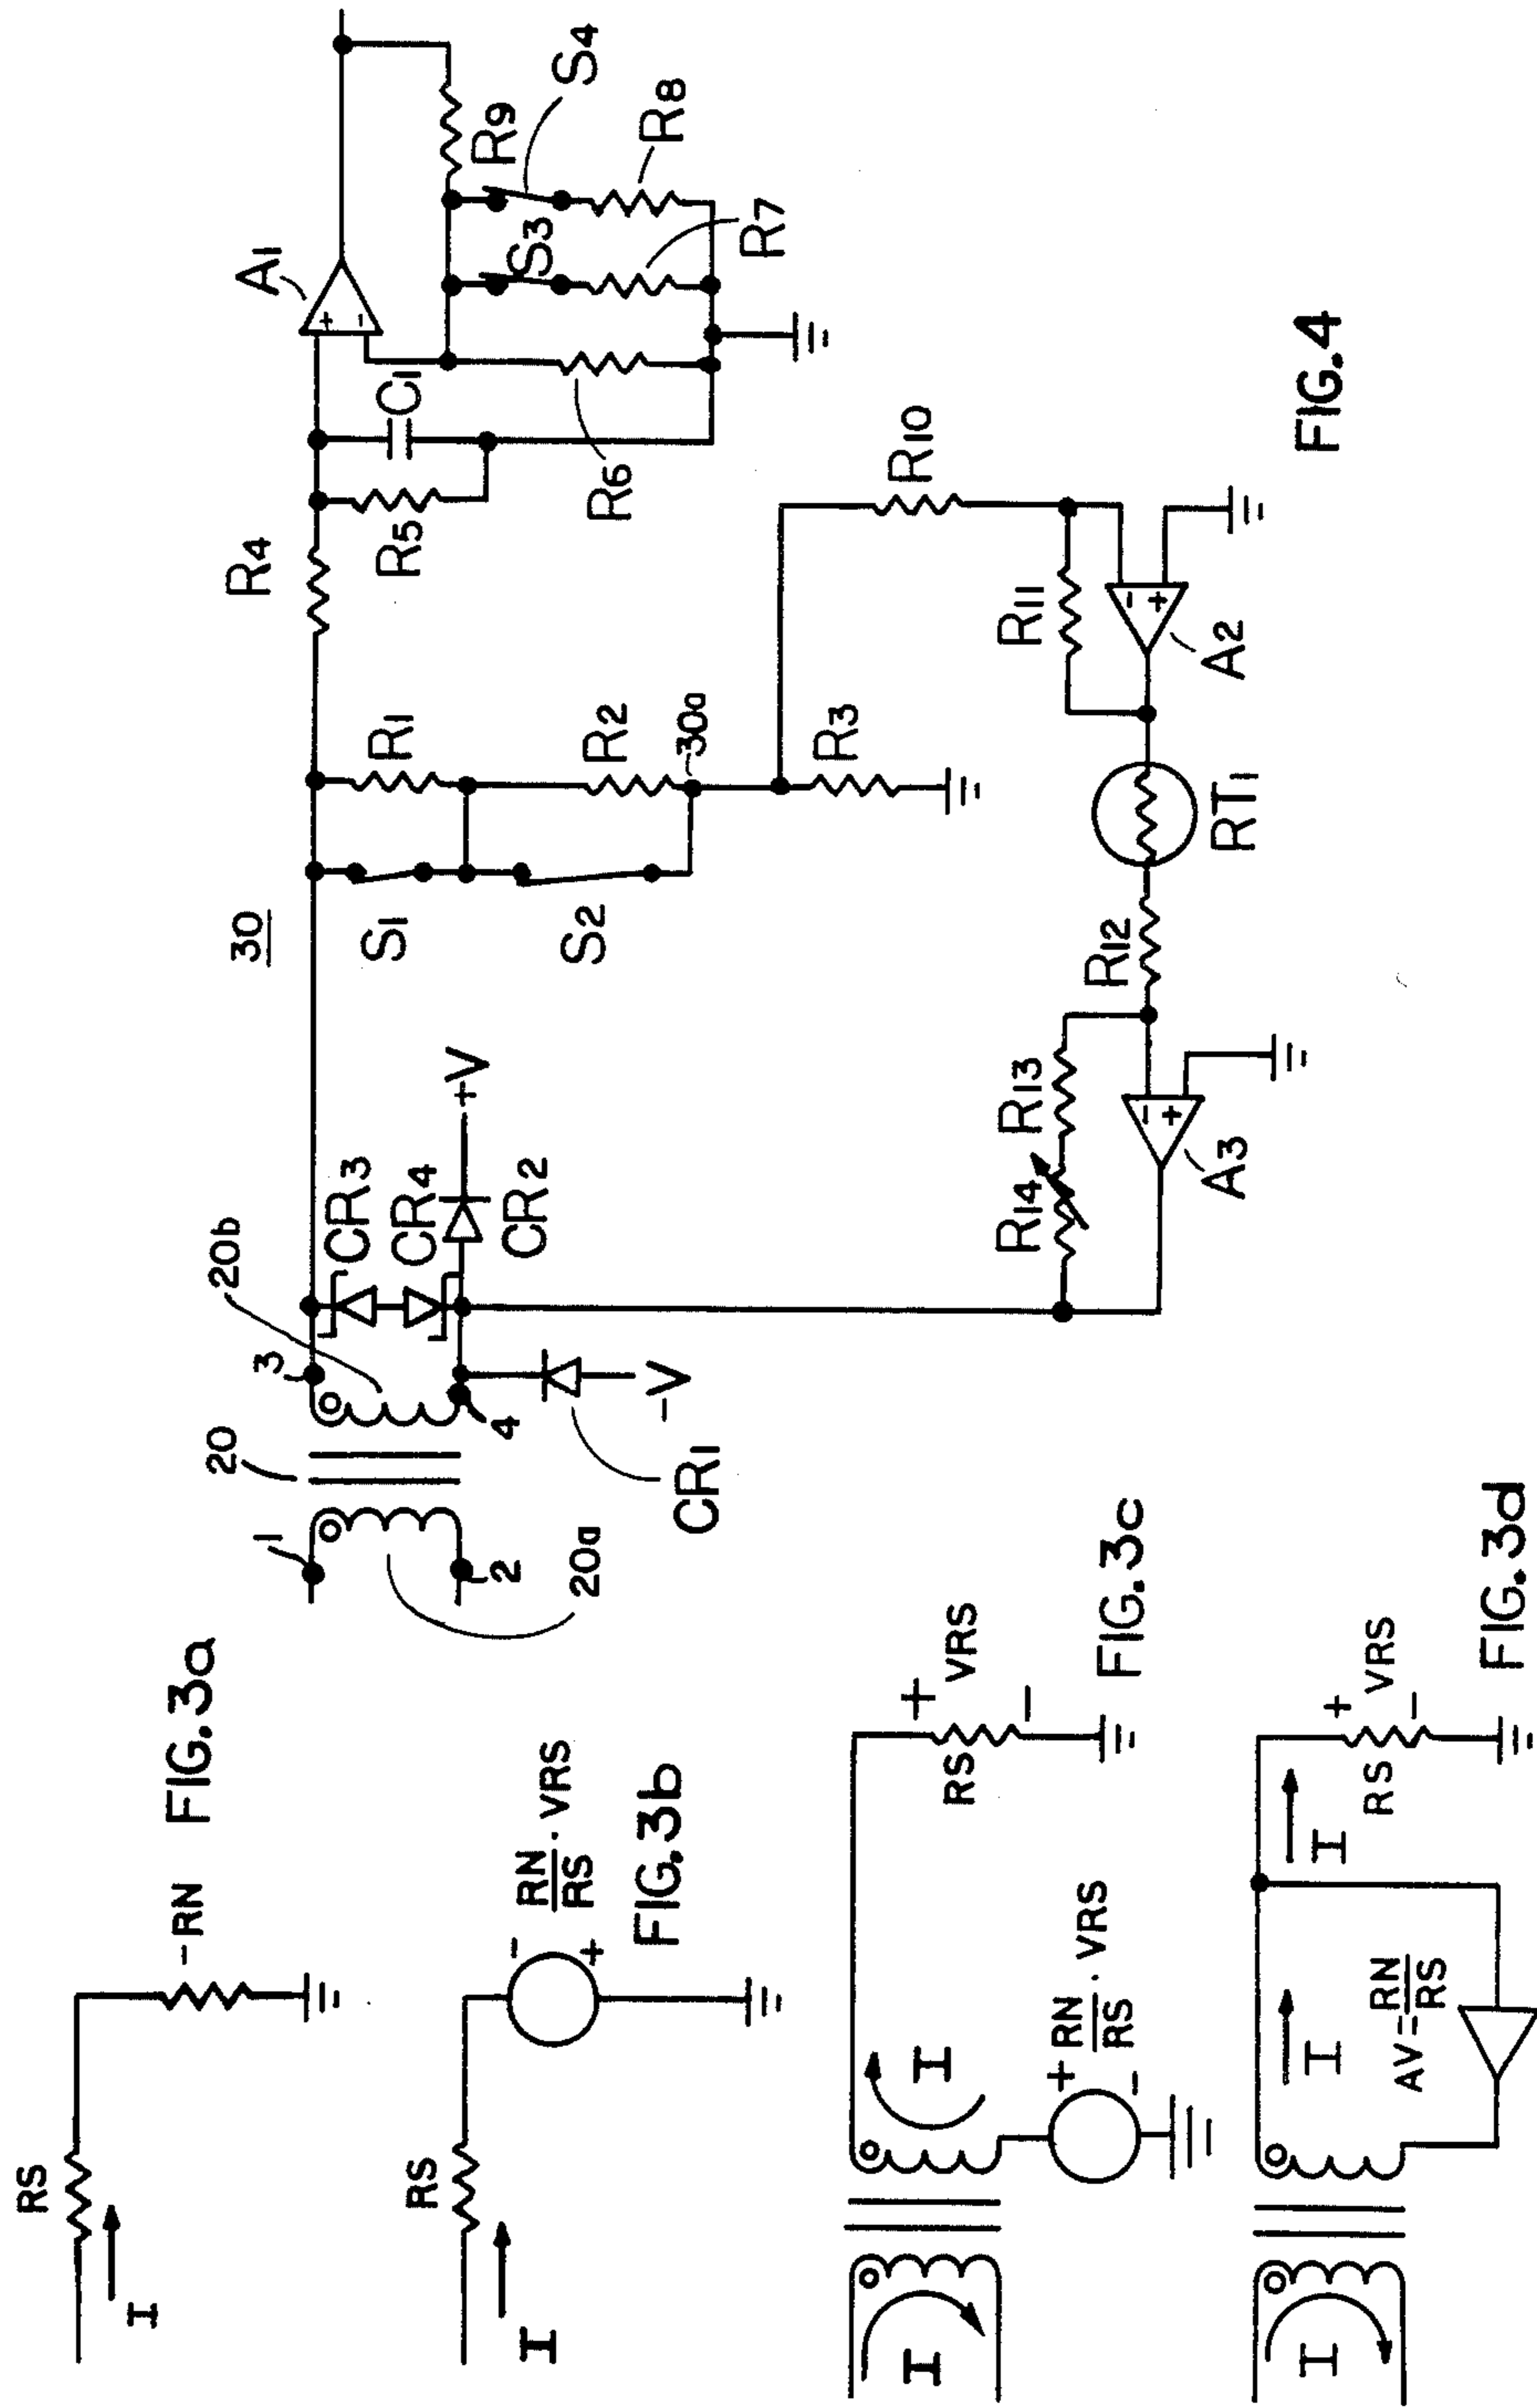 RS
I
-RN
FIG. 3a
RS
I
-
+
RN/RS · VRS
FIG. 3b
I
I
+
-
RN/RS · VRS
RS
+
VRS
-
FIG. 3c
I
I
AV=-RN/RS
I
RS
+
VRS
-
FIG. 3d
1
2
20
20a
20b
3
4
CR1
-V
CR3
CR4
CR2
+V
30
S1
S2
R1
R2
30a
R3
R4
R5
C1
R6
A1
+
-
S3
R7
R9
S4
R8
R10
R11
-
+
A2
RT1
R12
R13
R14
-
+
A3
FIG. 4